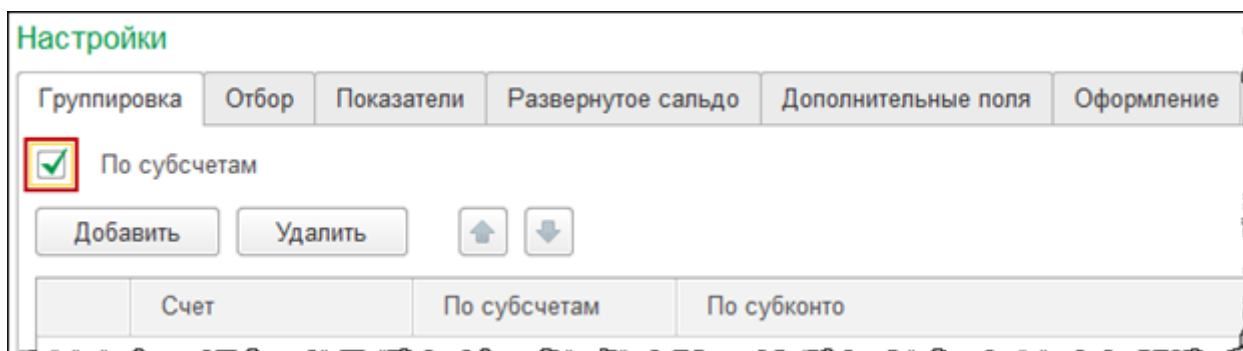 Настройки
Группировка Отбор Показатели Развернутое сальдо Дополнительные поля Оформление
По субсчетам
Добавить Удалить
Счет По субсчетам По субконто